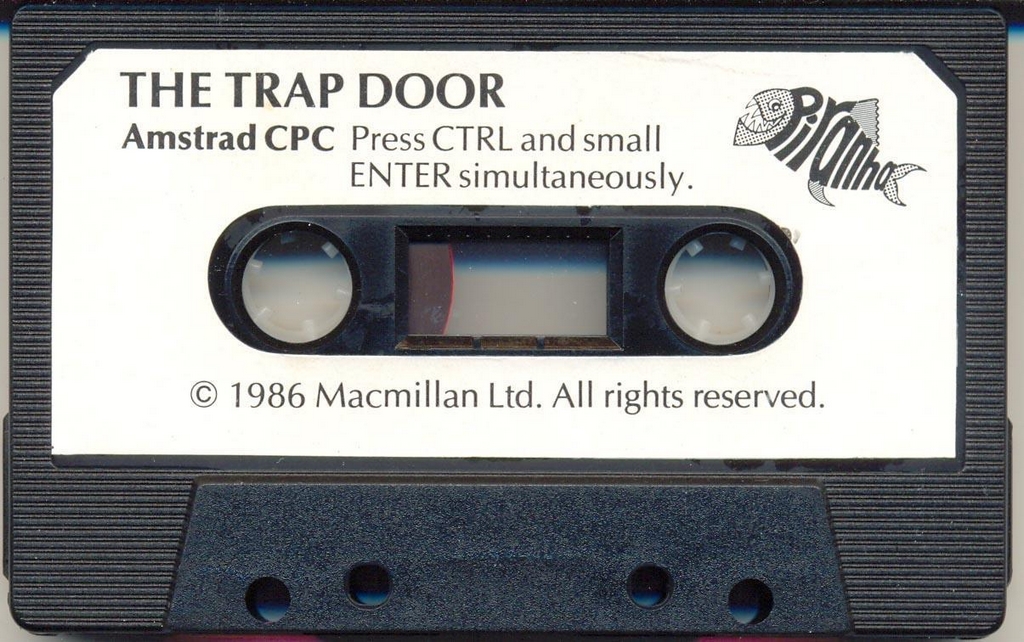 THE TRAP DOOR
Amstrad CPC Press CTRL and small
ENTER simultaneously.
Piranha
© 1986 Macmillan Ltd. All rights reserved.